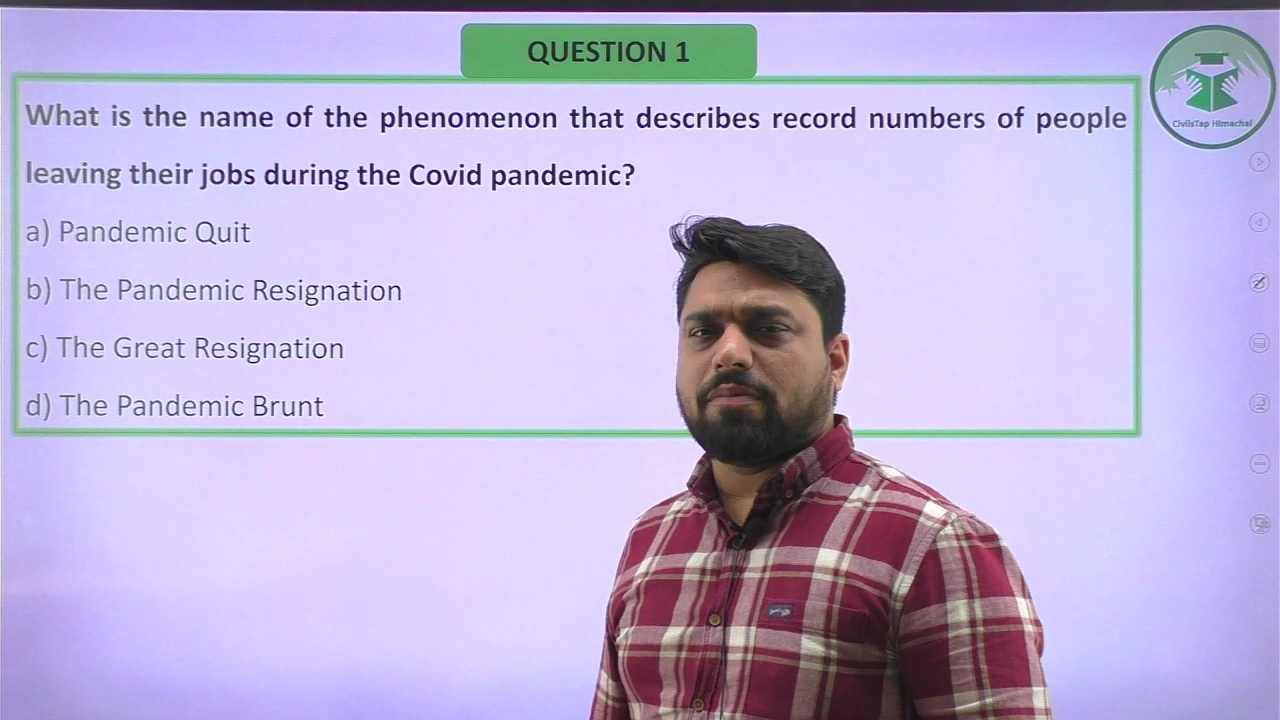 QUESTION 1
What is the name of the phenomenon that describes record numbers of people
leaving their jobs during the Covid pandemic?
a) Pandemic Quit
b) The Pandemic Resignation
c) The Great Resignation
d) The Pandemic Brunt
CivilsTap Himachal